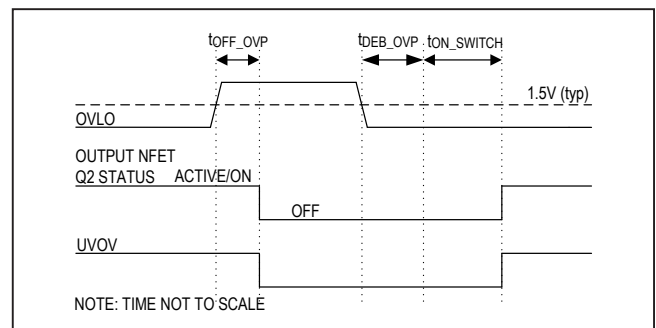 tOFF_OVP tDEB_OVP tON_SWITCH
1.5V (typ)
OVLO
OUTPUT NFET
Q2 STATUS ACTIVE/ON
OFF
UVOV
NOTE: TIME NOT TO SCALE